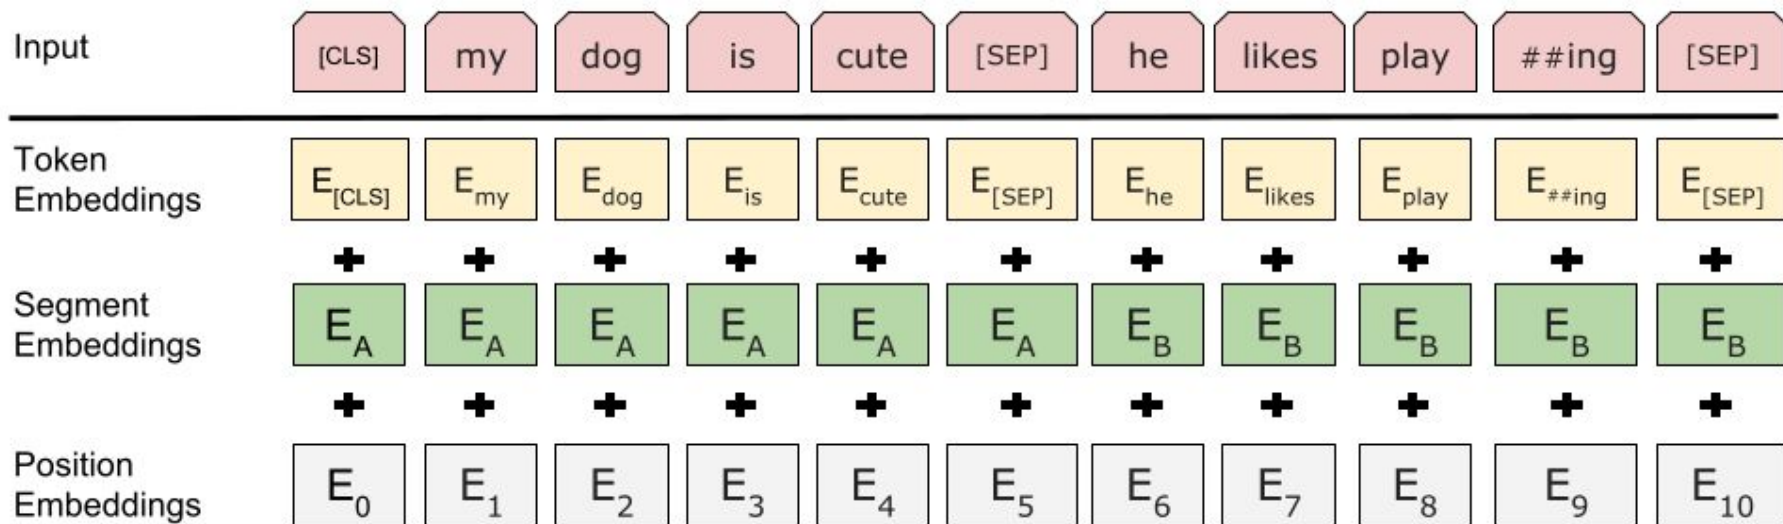 Input [CLS] my dog is cute [SEP] he likes play ##ing [SEP]
Token
Embeddings E[CLS] Emy Edog Eis Ecute E[SEP] Ehe Elikes Eplay E##ing E[SEP]
+ + + + + + + + + + +
Segment
Embeddings EA EA EA EA EA EA EB EB EB EB EB
+ + + + + + + + + + +
Position
Embeddings E0 E1 E2 E3 E4 E5 E6 E7 E8 E9 E10